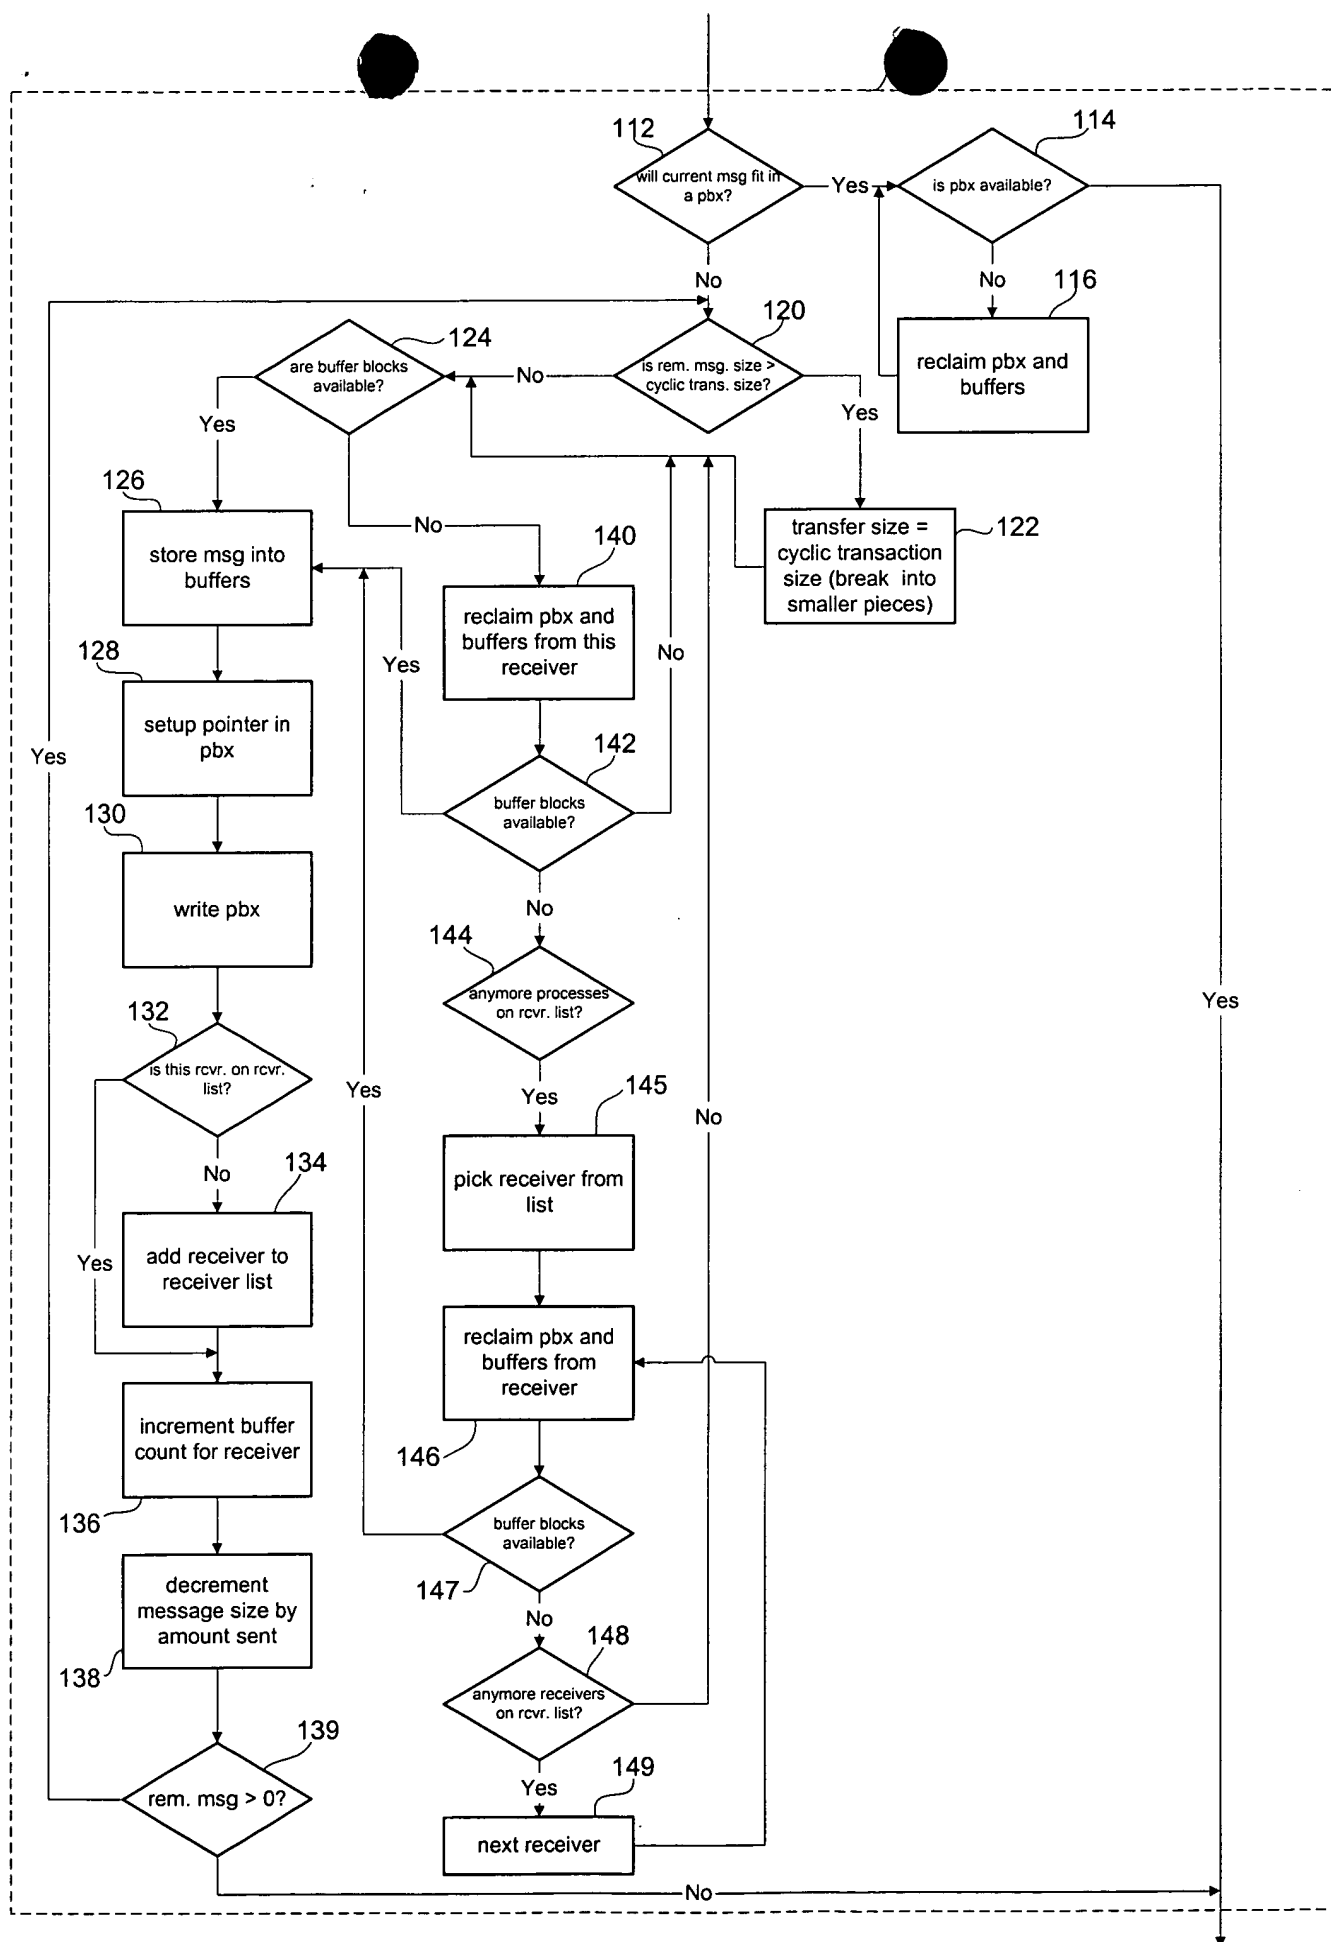 112
will current msg fit in
a pbx?
Yes
114
is pbx available?
No
No
116
reclaim pbx and
buffers
120
is rem. msg. size >
cyclic trans. size?
No
Yes
124
are buffer blocks
available?
Yes
No
122
transfer size =
cyclic transaction
size (break into
smaller pieces)
126
store msg into
buffers
140
reclaim pbx and
buffers from this
receiver
Yes
No
128
setup pointer in
pbx
Yes
142
buffer blocks
available?
130
write pbx
No
144
anymore processes
on rcvr. list?
Yes
132
is this rcvr. on rcvr.
list?
Yes
Yes
145
No
No
134
pick receiver from
list
add receiver to
receiver list
Yes
reclaim pbx and
buffers from
receiver
146
increment buffer
count for receiver
136
buffer blocks
available?
147
decrement
message size by
amount sent
138
No
148
anymore receivers
on rcvr. list?
139
rem. msg > 0?
Yes
149
next receiver
No